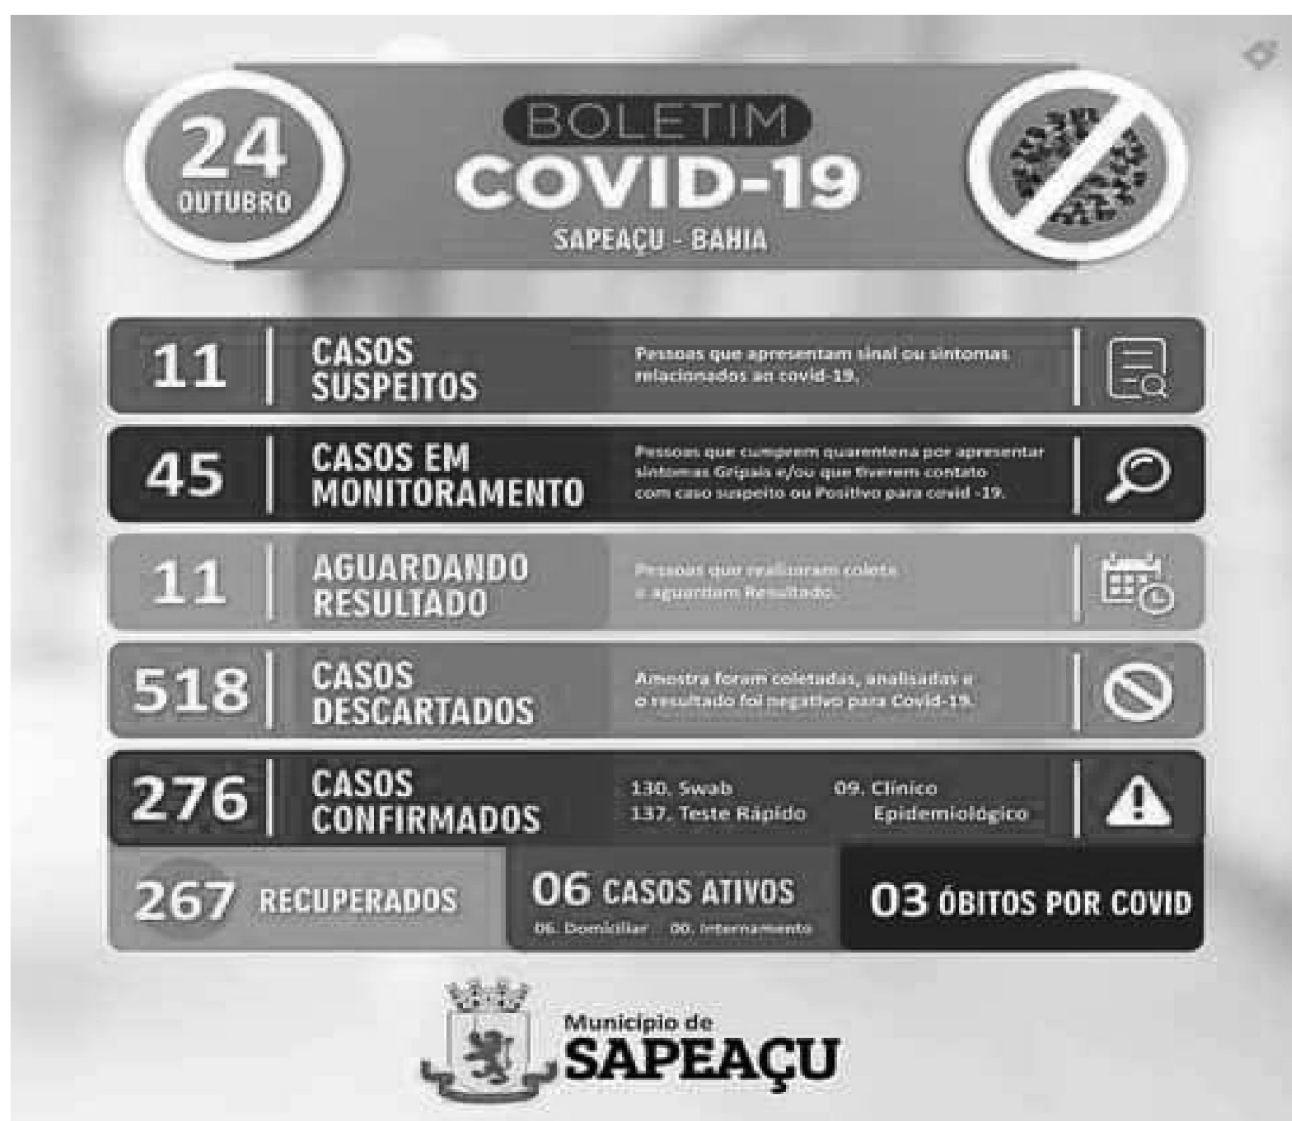 24
OUTUBRO
BOLETIM
COVID-19
SAPEAÇU - BAHIA
11
CASOS
SUSPEITOS
Pessoas que apresentam sinal ou sintomas
relacionados ao covid-19.
45
CASOS EM
MONITORAMENTO
Pessoas que cumprem quarentena por apresentar
sintomas Gripais e/ou que tiverem contato
com caso suspeito ou Positivo para covid -19.
11
AGUARDANDO
RESULTADO
Pessoas que realizaram coleta
e aguardam Resultado.
518
CASOS
DESCARTADOS
Amostra foram coletadas, analisadas e
o resultado foi negativo para Covid-19.
276
CASOS
CONFIRMADOS
130. Swab
137. Teste Rápido
09. Clínico
Epidemiológico
267 RECUPERADOS
06 CASOS ATIVOS
06. Domiciliar 00. Internamento
03 ÓBITOS POR COVID
Município de
SAPEAÇU